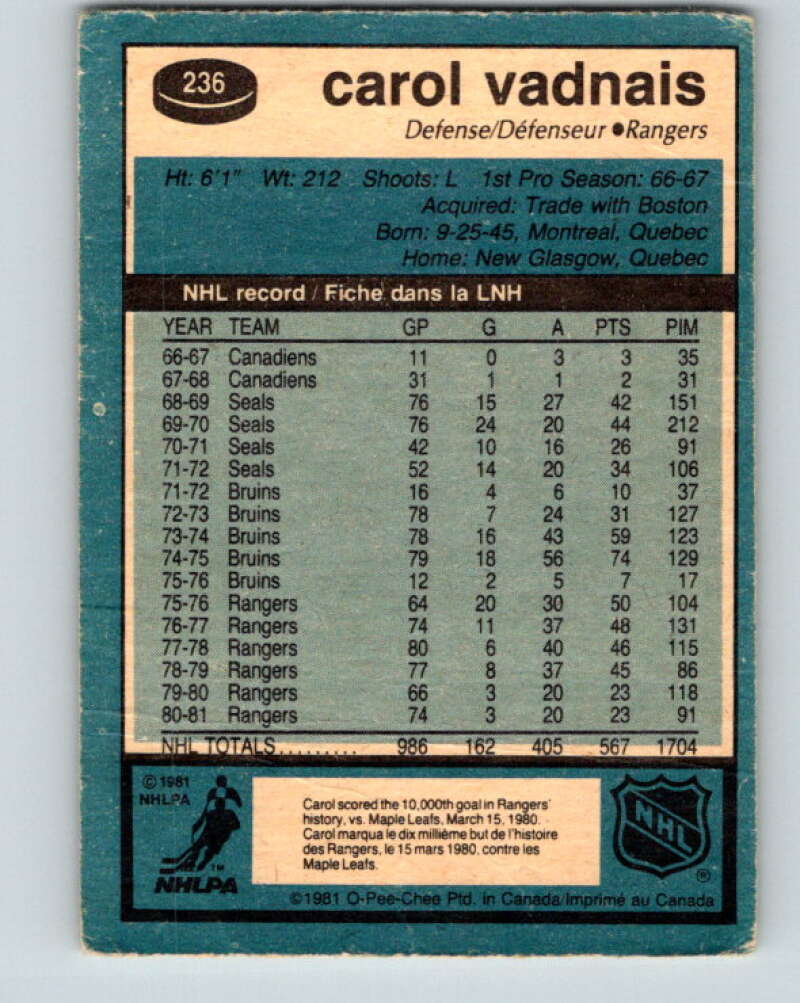 236
carol vadnais
Defense/Défenseur ●Rangers
Ht: 6'1" Wt: 212 Shoots: L 1st Pro Season: 66-67
Acquired: Trade with Boston
Born: 9-25-45, Montreal, Quebec
Home: New Glasgow, Quebec
NHL record / Fiche dans la LNH
YEAR TEAM GP G A PTS PIM
66-67 Canadiens 11 0 3 3 35
67-68 Canadiens 31 1 1 2 31
68-69 Seals 76 15 27 42 151
69-70 Seals 76 24 20 44 212
70-71 Seals 42 10 16 26 91
71-72 Seals 52 14 20 34 106
71-72 Bruins 16 4 6 10 37
72-73 Bruins 78 7 24 31 127
73-74 Bruins 78 16 43 59 123
74-75 Bruins 79 18 56 74 129
75-76 Bruins 12 2 5 7 17
75-76 Rangers 64 20 30 50 104
76-77 Rangers 74 11 37 48 131
77-78 Rangers 80 6 40 46 115
78-79 Rangers 77 8 37 45 86
79-80 Rangers 66 3 20 23 118
80-81 Rangers 74 3 20 23 91
NHL TOTALS......... 986 162 405 567 1704
© 1981
NHLPA
NHLPA
TM
Carol scored the 10,000th goal in Rangers'
history, vs. Maple Leafs, March 15, 1980.
Carol marqua le dix millième but de l'histoire
des Rangers, le 15 mars 1980, contre les
Maple Leafs.
NHL
®
©1981 O-Pee-Chee Ptd. in Canada/Imprimé au Canada